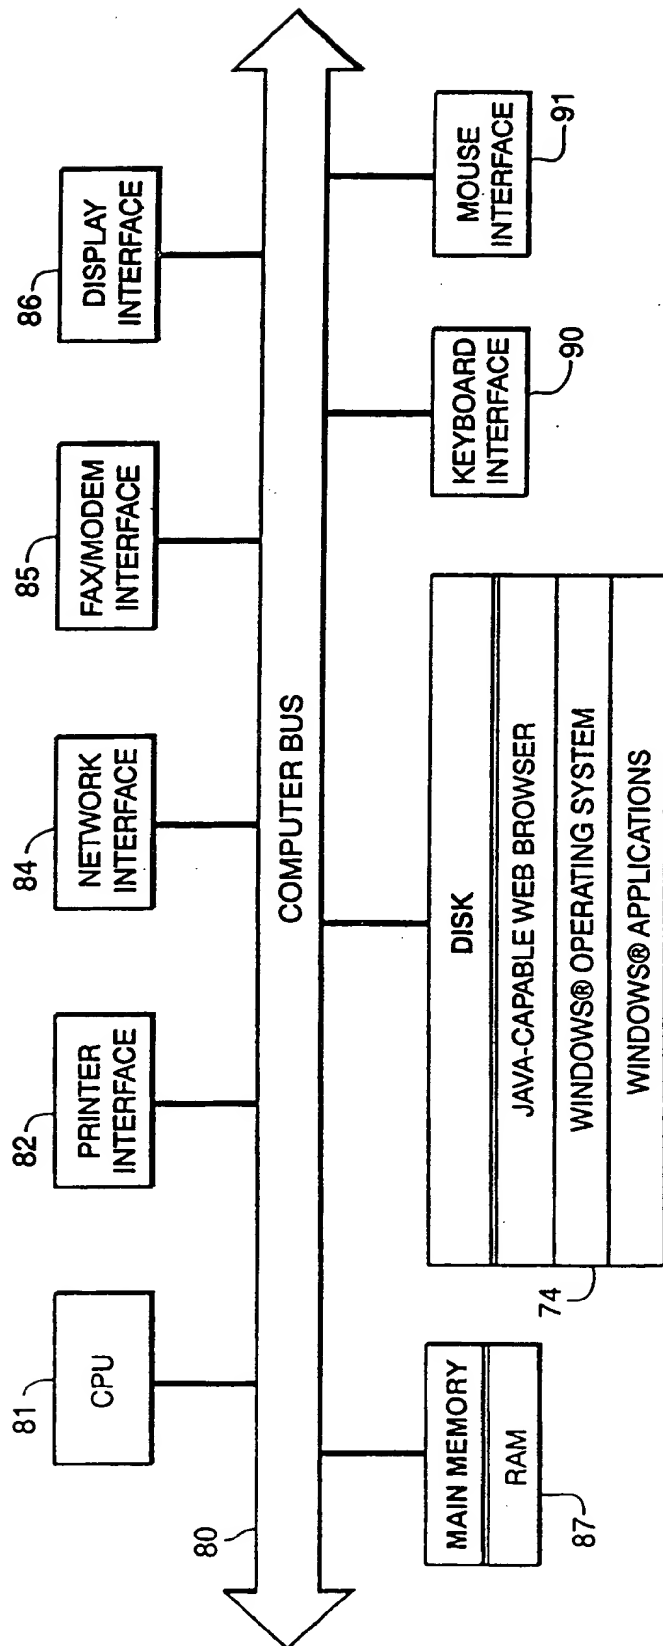 81
CPU
82
PRINTER
INTERFACE
84
NETWORK
INTERFACE
85
FAX/MODEM
INTERFACE
86
DISPLAY
INTERFACE
80
COMPUTER BUS
MAIN MEMORY
RAM
87
DISK
JAVA-CAPABLE WEB BROWSER
WINDOWS® OPERATING SYSTEM
WINDOWS® APPLICATIONS
74
KEYBOARD
INTERFACE
90
MOUSE
INTERFACE
91